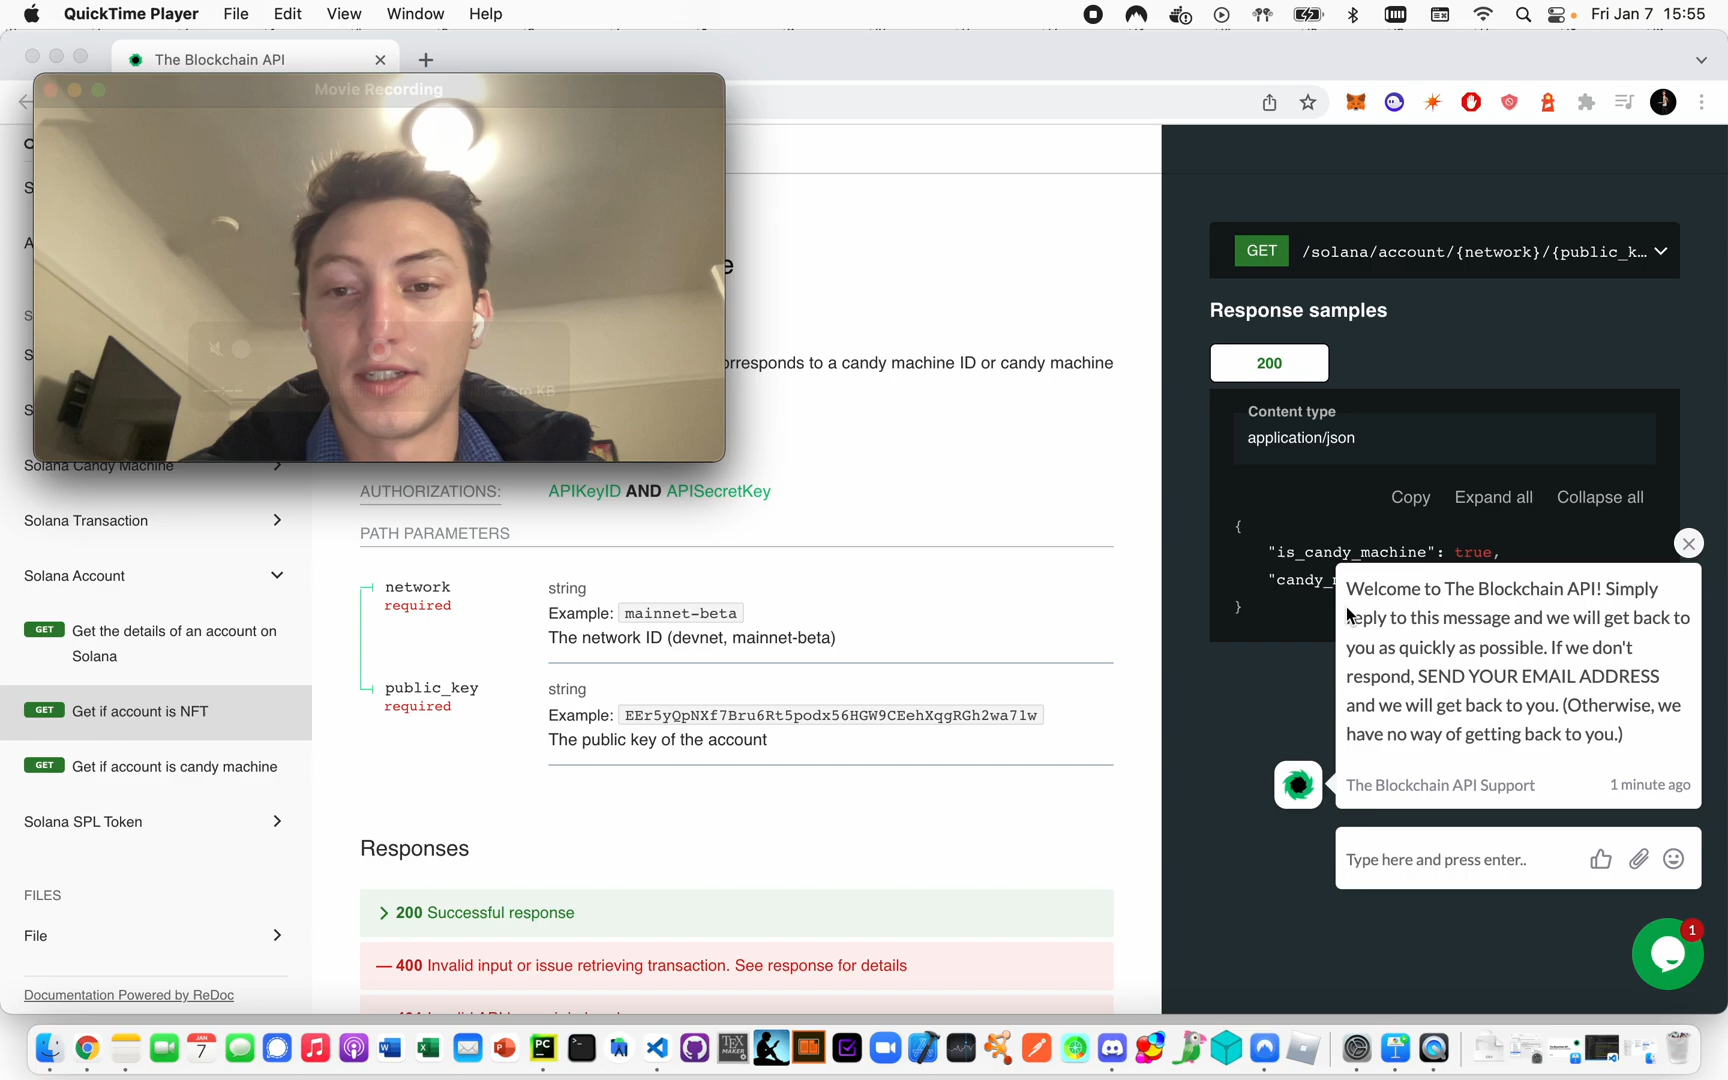 QuickTime Player File Edit View Window Help
Fri Jan 7 15:55
The Blockchain API
Movie Recording
GET /solana/account/{network}/{public_k...
Response samples
200
orresponds to a candy machine ID or candy machine
Content type
application/json
Copy Expand all Collapse all
{
"is_candy_machine": true,
"candy_
}
Solana Candy Machine
Solana Transaction
Solana Account
GET Get the details of an account on
Solana
GET Get if account is NFT
GET Get if account is candy machine
Solana SPL Token
FILES
File
Documentation Powered by ReDoc
AUTHORIZATIONS: APIKeyID AND APISecretKey
PATH PARAMETERS
network
required
string
Example: mainnet-beta
The network ID (devnet, mainnet-beta)
public_key
required
string
Example: EEr5yQpNXf7Bru6Rt5podx56HGW9CEehXqgRGh2wa71w
The public key of the account
Responses
200 Successful response
400 Invalid input or issue retrieving transaction. See response for details
Welcome to The Blockchain API! Simply
reply to this message and we will get back to
you as quickly as possible. If we don't
respond, SEND YOUR EMAIL ADDRESS
and we will get back to you. (Otherwise, we
have no way of getting back to you.)
The Blockchain API Support 1 minute ago
Type here and press enter..
1
JAN
7
PC
TEX
MAKER